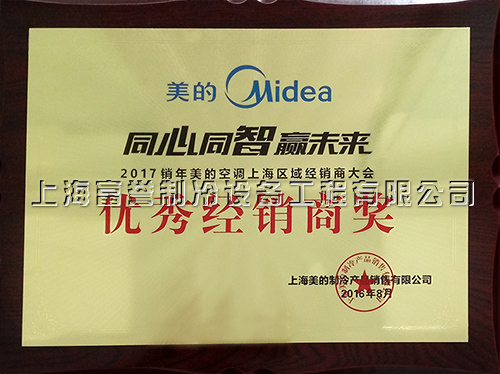 美的 Midea
同心同智赢未来
2017销年美的空调上海区域经销商大会
上海富誉制冷设备工程有限公司
优秀经销商奖
上海美的制冷产品销售有限公司
2016年8月